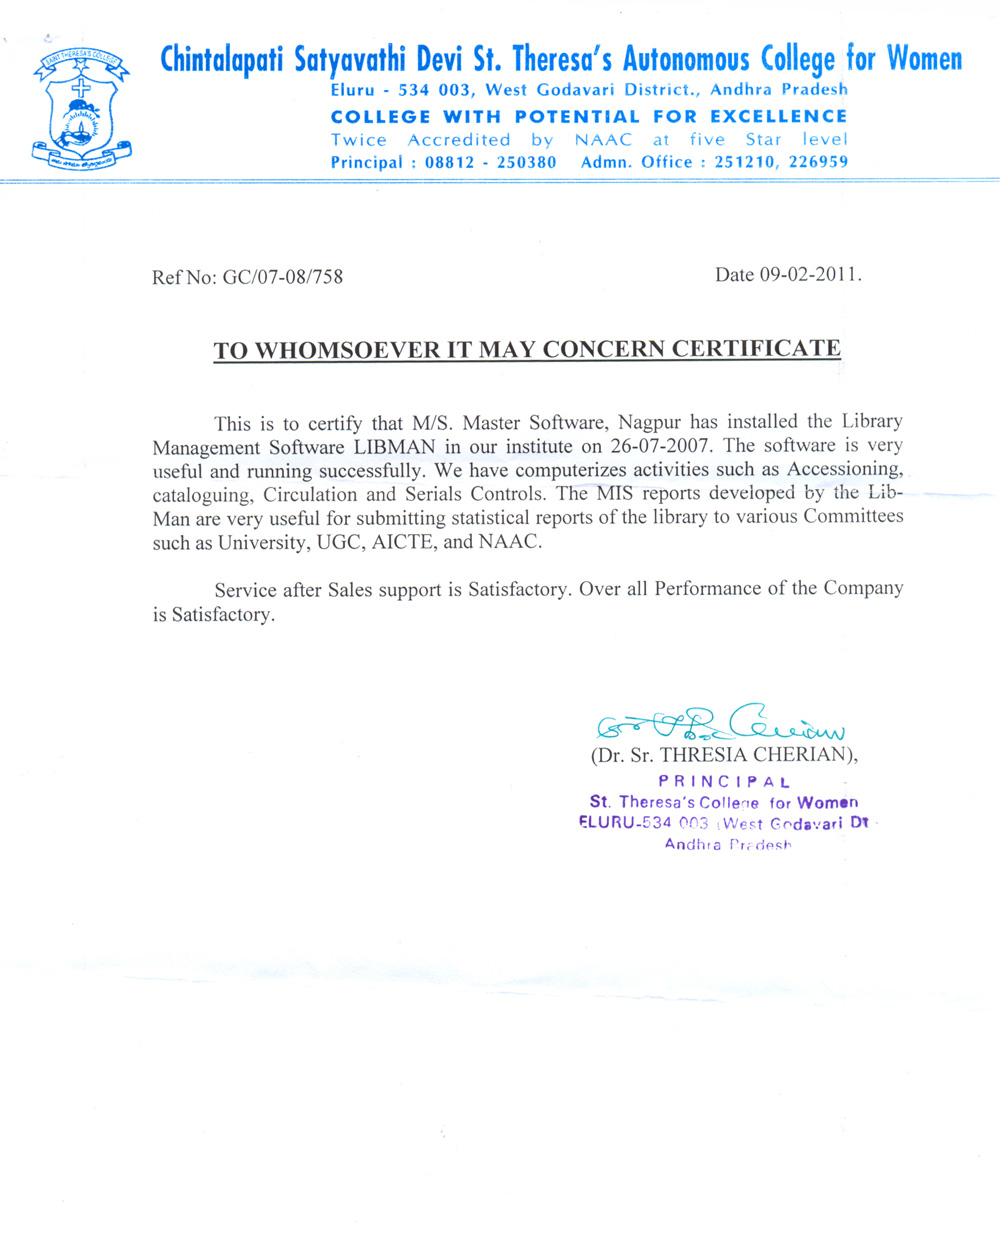 SAINT THERESA'S COLLEGE
Chintalapati Satyavathi Devi St. Theresa's Autonomous College for Women
Eluru - 534 003, West Godavari District., Andhra Pradesh
COLLEGE WITH POTENTIAL FOR EXCELLENCE
Twice Accredited by NAAC at five Star level
Principal : 08812 - 250380 Admn. Office : 251210, 226959
Ref No: GC/07-08/758 Date 09-02-2011.
TO WHOMSOEVER IT MAY CONCERN CERTIFICATE
This is to certify that M/S. Master Software, Nagpur has installed the Library
Management Software LIBMAN in our institute on 26-07-2007. The software is very
useful and running successfully. We have computerizes activities such as Accessioning,
cataloguing, Circulation and Serials Controls. The MIS reports developed by the Lib-
Man are very useful for submitting statistical reports of the library to various Committees
such as University, UGC, AICTE, and NAAC.
Service after Sales support is Satisfactory. Over all Performance of the Company
is Satisfactory.
Cherian
(Dr. Sr. THRESIA CHERIAN),
PRINCIPAL
St. Theresa's College for Women
ELURU-534 003, West Godavari Dt
Andhra Pradesh